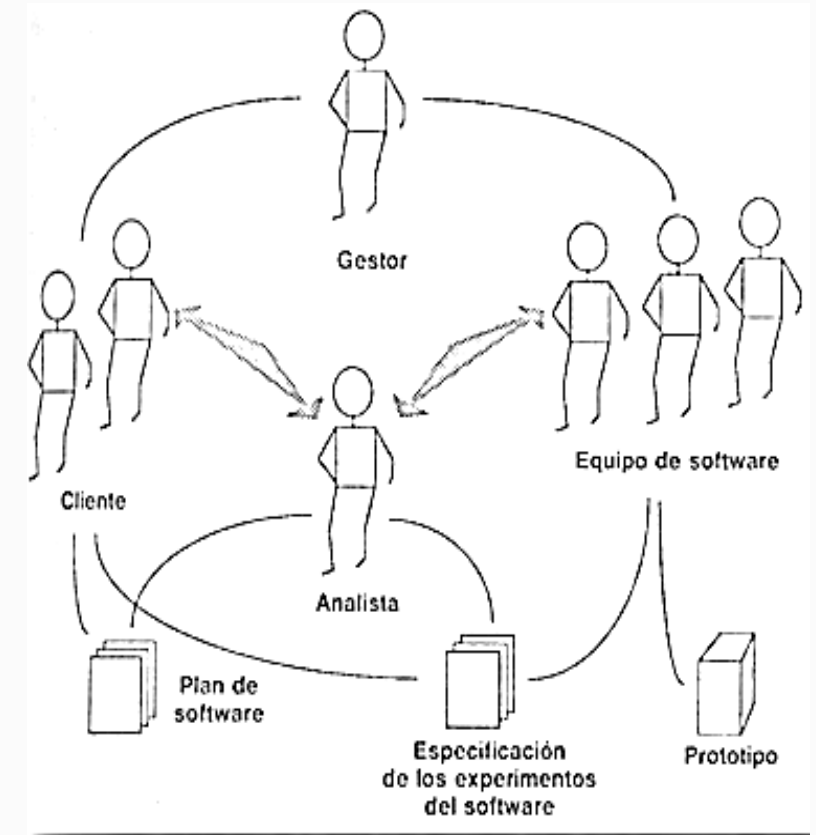 Gestor
Equipo de software
Cliente
Analista
Plan de
software
Especificación
de los experimentos
del software
Prototipo